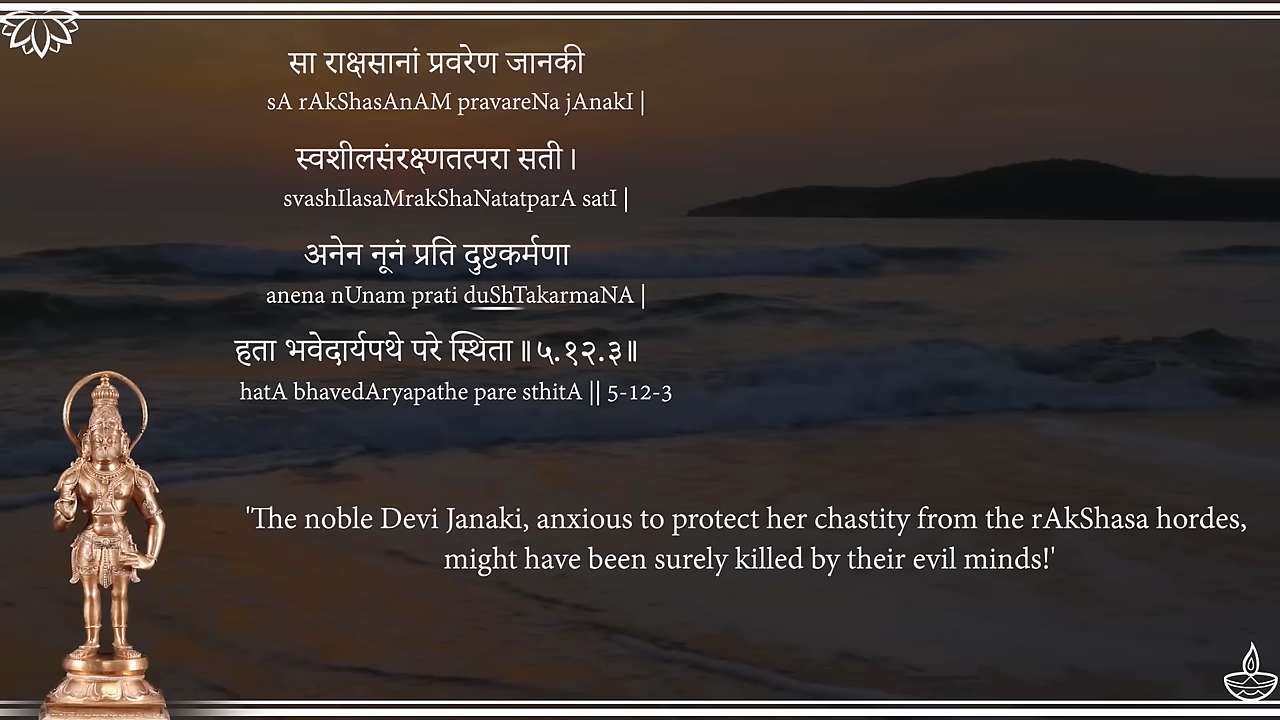 सा राक्षसानां प्रवरेण जानकी
sA rAkShasAnAM pravareNa jAnakI |
स्वशीलसंरक्ष्णतत्परा सती ।
svashIlasaMrakShaNatatparA satI |
अनेन नूनं प्रति दुष्टकर्मणा
anena nUnam prati duShTakarmaNA |
हता भवेदार्यपथे परे स्थिता ॥ ५.१२.३॥
hatA bhavedAryapathe pare sthitA || 5-12-3
'The noble Devi Janaki, anxious to protect her chastity from the rAkShasa hordes,
might have been surely killed by their evil minds!'